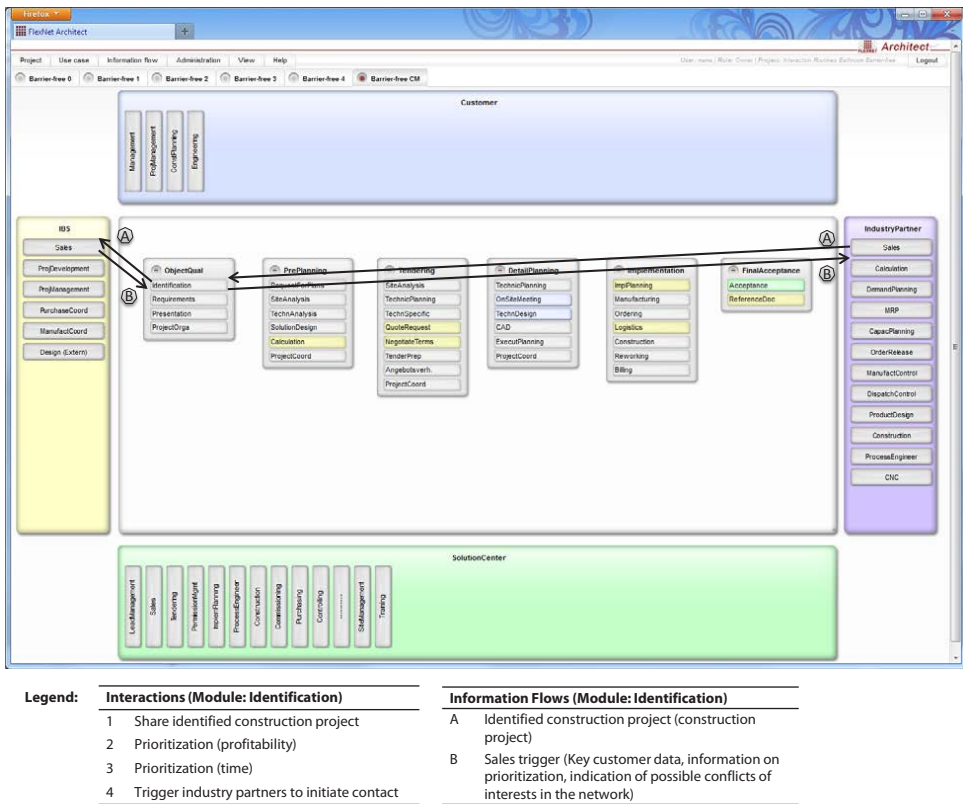 Firefox
FlexNet Architect
+
FLEXNET Architect
Project Use case Information flow Administration View Help
Logout
Barrier-free 0 Barrier-free 1 Barrier-free 2 Barrier-free 3 Barrier-free 4 Barrier-free CM
Customer
Management
ProjManagement
ConstPlanning
Engineering
IBS
Sales
ProjDevelopment
ProjManagement
PurchaseCoord
ManufactCoord
Design (Extern)
A
B
A
B
ObjectQual
Identification
Requirements
Presentation
ProjectOrga
PrePlanning
RequestForPlans
SiteAnalysis
TechnAnalysis
SolutionDesign
Calculation
ProjectCoord
Tendering
SiteAnalysis
TechnicPlanning
TechnSpecific
QuoteRequest
NegotiateTerms
TenderPrep
Angebotsverh.
ProjectCoord
DetailPlanning
TechnicPlanning
OnSiteMeeting
TechnDesign
CAD
ExecutPlanning
ProjectCoord
Implementation
ImplPlanning
Manufacturing
Ordering
Logistics
Construction
Reworking
Billing
FinalAcceptance
Acceptance
ReferenceDoc
IndustryPartner
Sales
Calculation
DemandPlanning
MRP
CapacPlanning
OrderRelease
ManufactControl
DispatchControl
ProductDesign
Construction
ProcessEngineer
CNC
SolutionCenter
LeadManagement
Sales
Tendering
PermissionMgnt
ImplemPlanning
ProcessEngineer
Construction
Commissioning
Purchasing
Controlling
SiteManagement
Training
Legend:
Interactions (Module: Identification)
1 Share identified construction project
2 Prioritization (profitability)
3 Prioritization (time)
4 Trigger industry partners to initiate contact
Information Flows (Module: Identification)
A Identified construction project (construction
project)
B Sales trigger (Key customer data, information on
prioritization, indication of possible conflicts of
interests in the network)